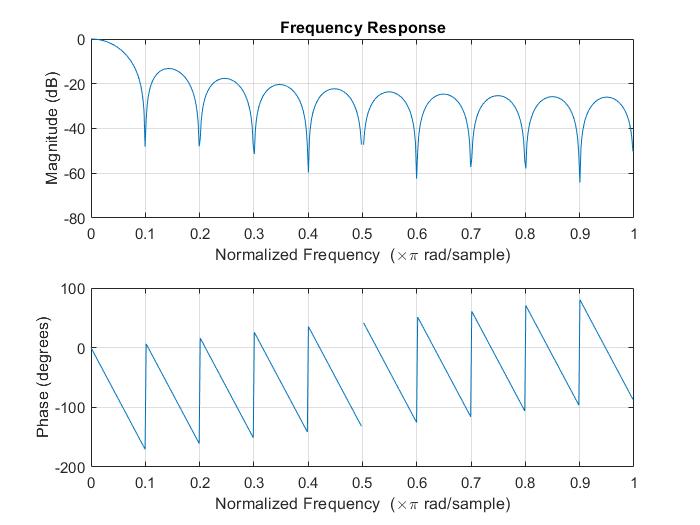 Frequency Response
Magnitude (dB)
0
-20
-40
-60
-80
0 0.1 0.2 0.3 0.4 0.5 0.6 0.7 0.8 0.9 1
Normalized Frequency (×π rad/sample)
Phase (degrees)
100
0
-100
-200
0 0.1 0.2 0.3 0.4 0.5 0.6 0.7 0.8 0.9 1
Normalized Frequency (×π rad/sample)